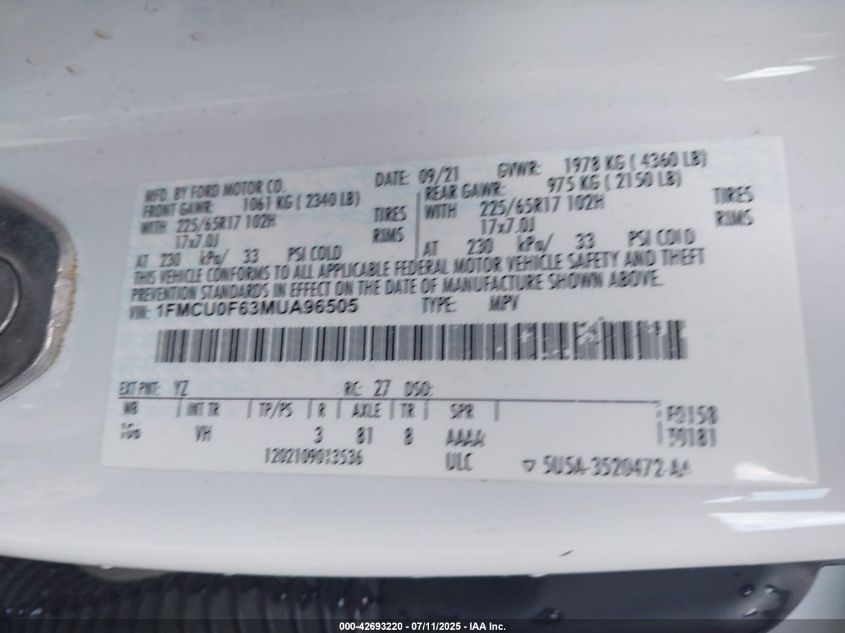 MFD. BY FORD MOTOR CO. DATE: 09/21 GVWR: 1978 KG ( 4360 LB)
FRONT GAWR: 1061 KG ( 2340 LB) REAR GAWR: 975 KG ( 2150 LB)
WITH 225/65R17 102H TIRES WITH 225/65R17 102H TIRES
17x7.0J RIMS 17x7.0J RIMS
AT 230 kPa/ 33 PSI COLD AT 230 kPa/ 33 PSI COLD
THIS VEHICLE CONFORMS TO ALL APPLICABLE FEDERAL MOTOR VEHICLE SAFETY AND THEFT
PREVENTION STANDARDS IN EFFECT ON THE DATE OF MANUFACTURE SHOWN ABOVE.
VIN: 1FMCU0F63MUA96505 TYPE: MPV
EXT PNT: YZ RC: 27 DSO:
WB INT TR TP/PS R AXLE TR SPR
106 VH 3 81 8 AAAA
1202109013536 ULC ▽ 5U5A-3520472-AA
000-42693220 - 07/11/2025 - IAA Inc.